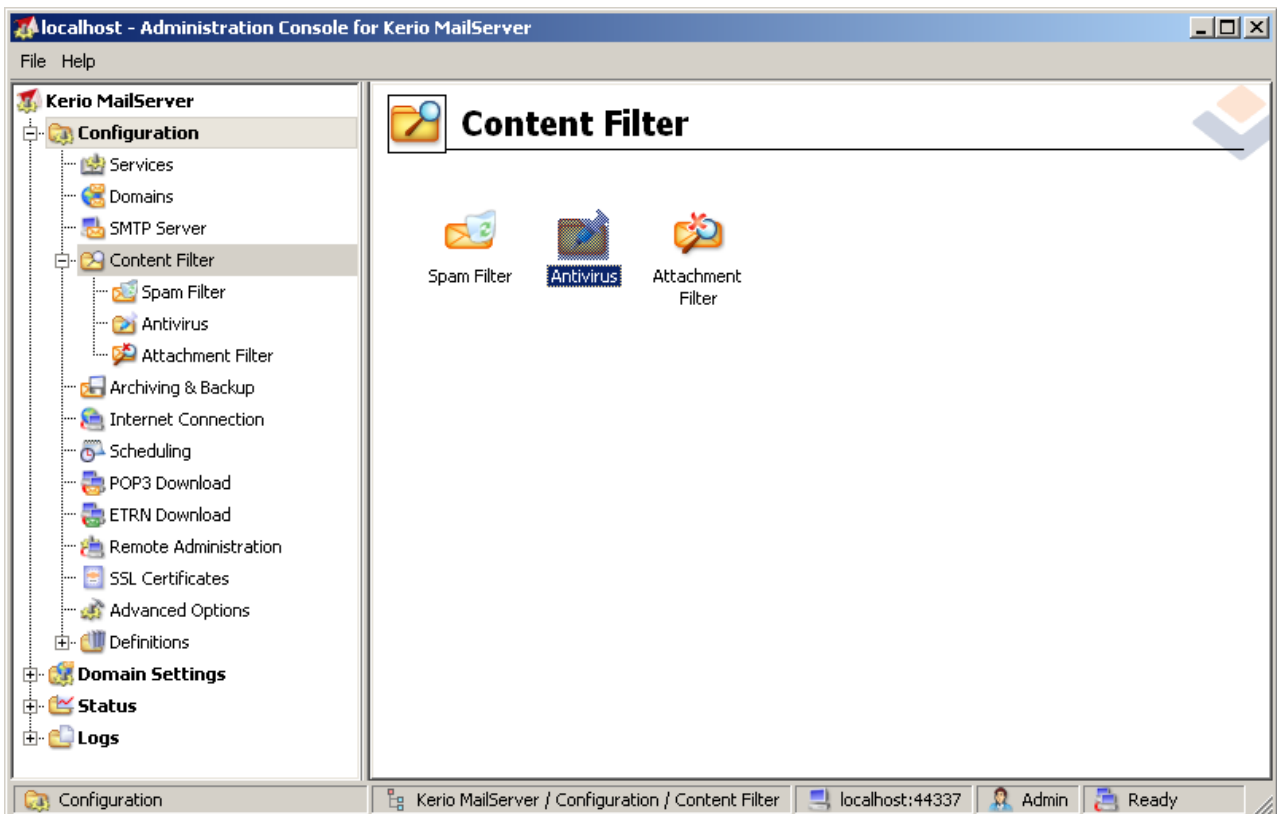 localhost - Administration Console for Kerio MailServer
File Help
Kerio MailServer
Configuration
Services
Domains
SMTP Server
Content Filter
Spam Filter
Antivirus
Attachment Filter
Archiving & Backup
Internet Connection
Scheduling
POP3 Download
ETRN Download
Remote Administration
SSL Certificates
Advanced Options
Definitions
Domain Settings
Status
Logs
Content Filter
Spam Filter
Antivirus
Attachment
Filter
Configuration
Kerio MailServer / Configuration / Content Filter
localhost:44337
Admin
Ready